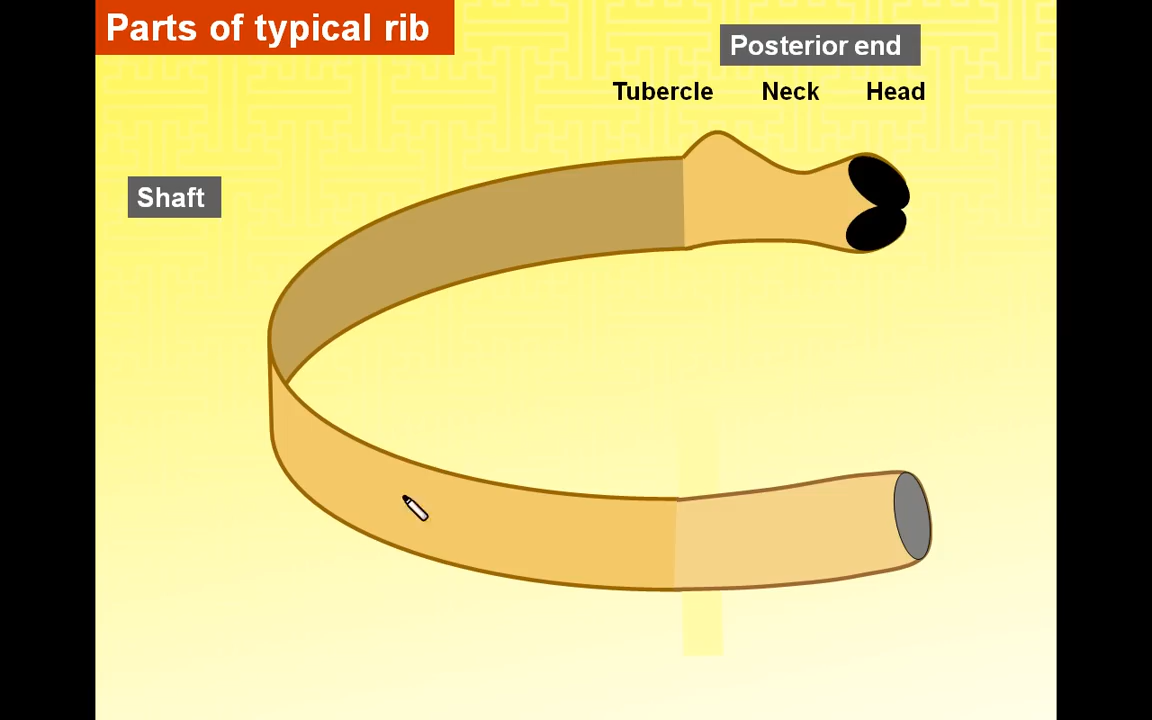 Parts of typical rib
Posterior end
Tubercle Neck Head
Shaft